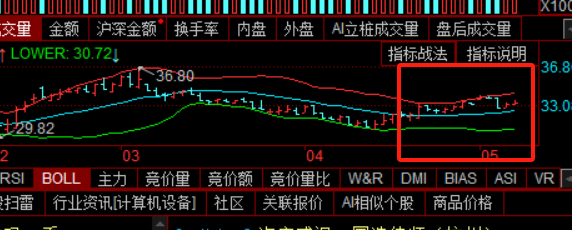 X100
成交量 金额 沪深金额 换手率 内盘 外盘 AI立桩成交量 盘后成交量
↑ LOWER: 30.72↓ 指标战法 指标说明
36.80 36.80
33.08
29.82
2 03 04 05
RSI BOLL 主力 竞价量 竞价额 竞价量比 W&R DMI BIAS ASI VR
扫雷 行业资讯[计算机设备] 社区 关联报价 AI相似个股 商品价格